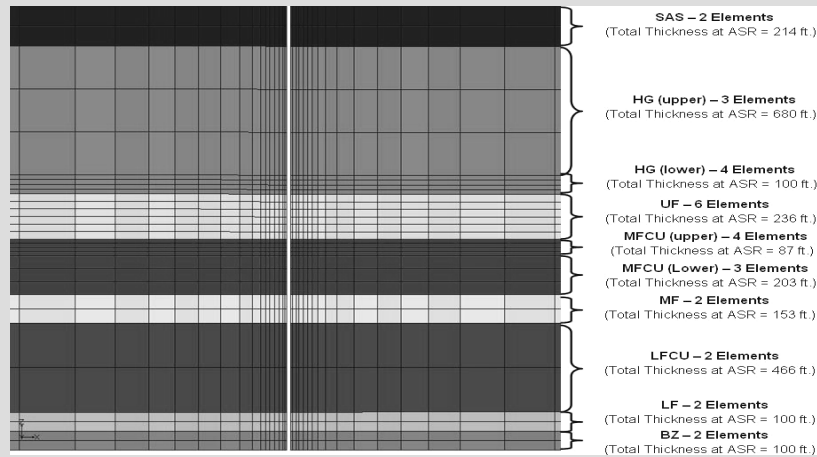 SAS – 2 Elements
(Total Thickness at ASR = 214 ft.)
HG (upper) – 3 Elements
(Total Thickness at ASR = 680 ft.)
HG (lower) – 4 Elements
(Total Thickness at ASR = 100 ft.)
UF – 6 Elements
(Total Thickness at ASR = 236 ft.)
MFCU (upper) – 4 Elements
(Total Thickness at ASR = 87 ft.)
MFCU (Lower) – 3 Elements
(Total Thickness at ASR = 203 ft.)
MF – 2 Elements
(Total Thickness at ASR = 153 ft.)
LFCU – 2 Elements
(Total Thickness at ASR = 466 ft.)
LF – 2 Elements
(Total Thickness at ASR = 100 ft.)
BZ – 2 Elements
(Total Thickness at ASR = 100 ft.)